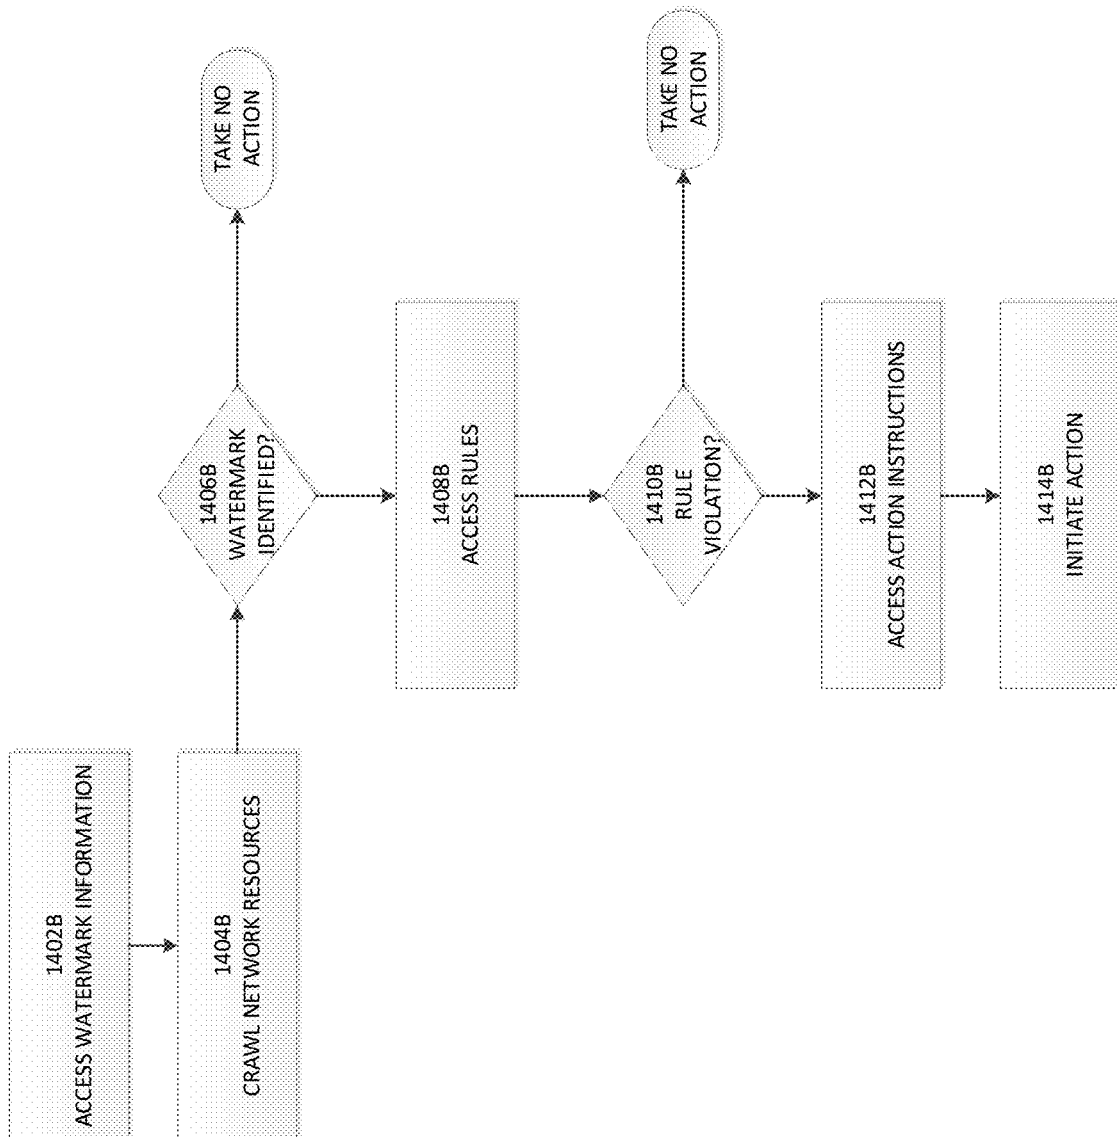 1402B
ACCESS WATERMARK INFORMATION
1404B
CRAWL NETWORK RESOURCES
1406B
WATERMARK
IDENTIFIED?
TAKE NO
ACTION
1408B
ACCESS RULES
1410B
RULE
VIOLATION?
TAKE NO
ACTION
1412B
ACCESS ACTION INSTRUCTIONS
1414B
INITIATE ACTION